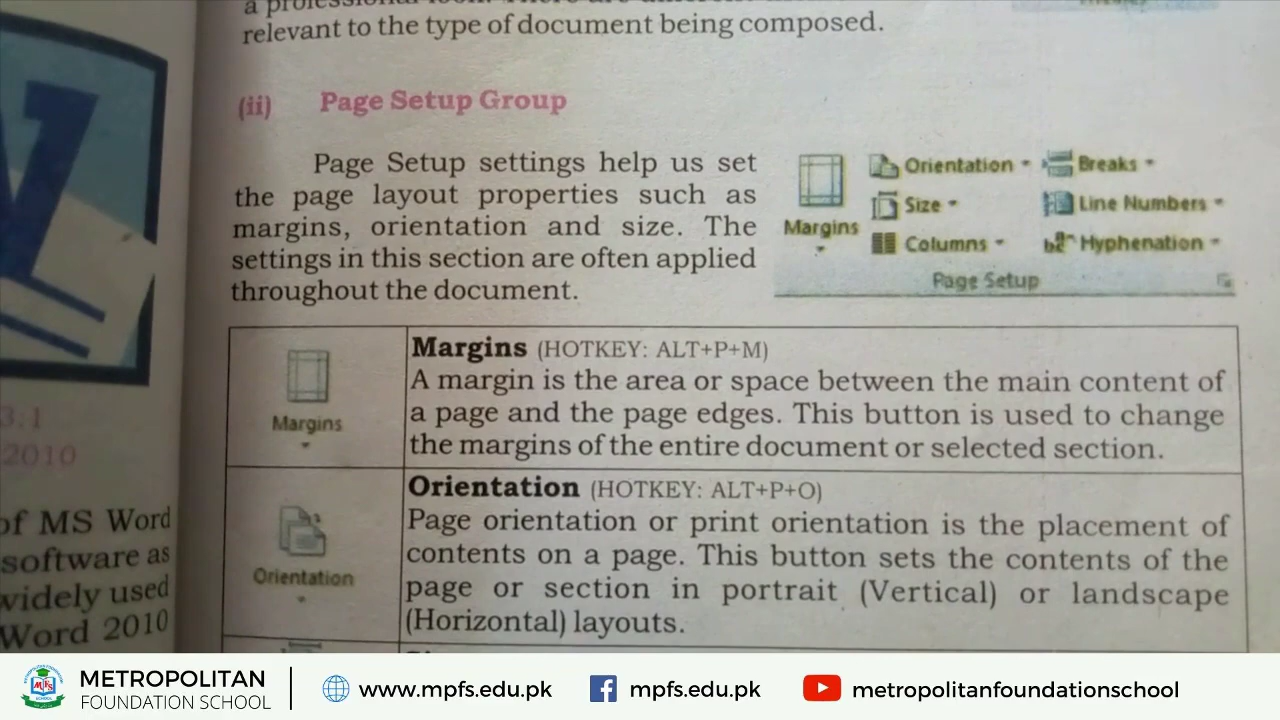 a professional look. There are different
relevant to the type of document being composed.
(ii) Page Setup Group
Page Setup settings help us set
the page layout properties such as
margins, orientation and size. The
settings in this section are often applied
throughout the document.
Margins
Orientation
Size
Columns
Breaks
Line Numbers
Hyphenation
Page Setup
Margins
Margins (HOTKEY: ALT+P+M)
A margin is the area or space between the main content of
a page and the page edges. This button is used to change
the margins of the entire document or selected section.
Orientation
Orientation (HOTKEY: ALT+P+O)
Page orientation or print orientation is the placement of
contents on a page. This button sets the contents of the
page or section in portrait (Vertical) or landscape
(Horizontal) layouts.
3.1
2010
of MS Word
software as
widely used
Word 2010
METROPOLITAN
FOUNDATION SCHOOL
www.mpfs.edu.pk
mpfs.edu.pk
metropolitanfoundationschool